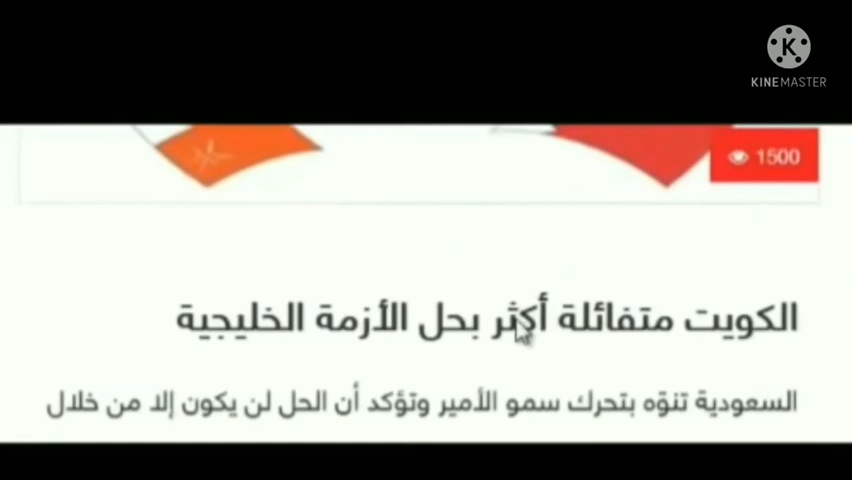 KINEMASTER
1500
الكويت متفائلة أكثر بحل الأزمة الخليجية
السعودية تنوّه بتحرك سمو الأمير وتؤكد أن الحل لن يكون إلا من خلال